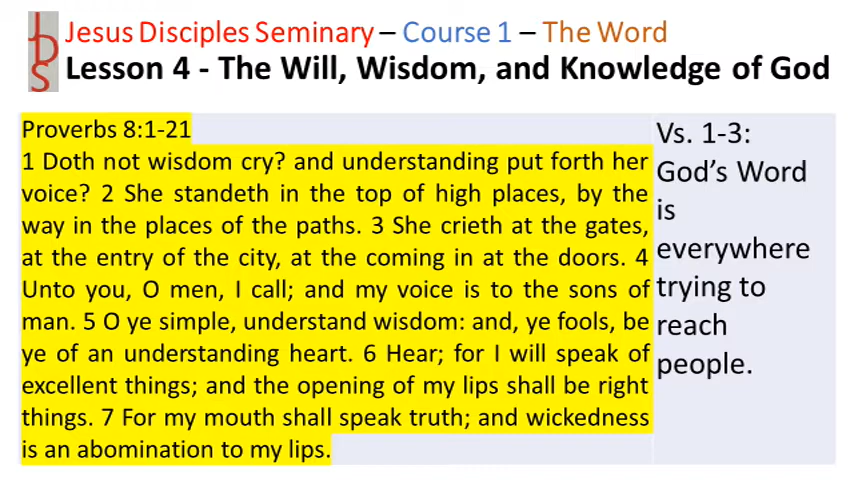 JDS
Jesus Disciples Seminary – Course 1 – The Word
Lesson 4 - The Will, Wisdom, and Knowledge of God
Proverbs 8:1-21
1 Doth not wisdom cry? and understanding put forth her
voice? 2 She standeth in the top of high places, by the
way in the places of the paths. 3 She crieth at the gates,
at the entry of the city, at the coming in at the doors. 4
Unto you, O men, I call; and my voice is to the sons of
man. 5 O ye simple, understand wisdom: and, ye fools, be
ye of an understanding heart. 6 Hear; for I will speak of
excellent things; and the opening of my lips shall be right
things. 7 For my mouth shall speak truth; and wickedness
is an abomination to my lips.
Vs. 1-3:
God’s Word
is
everywhere
trying to
reach
people.